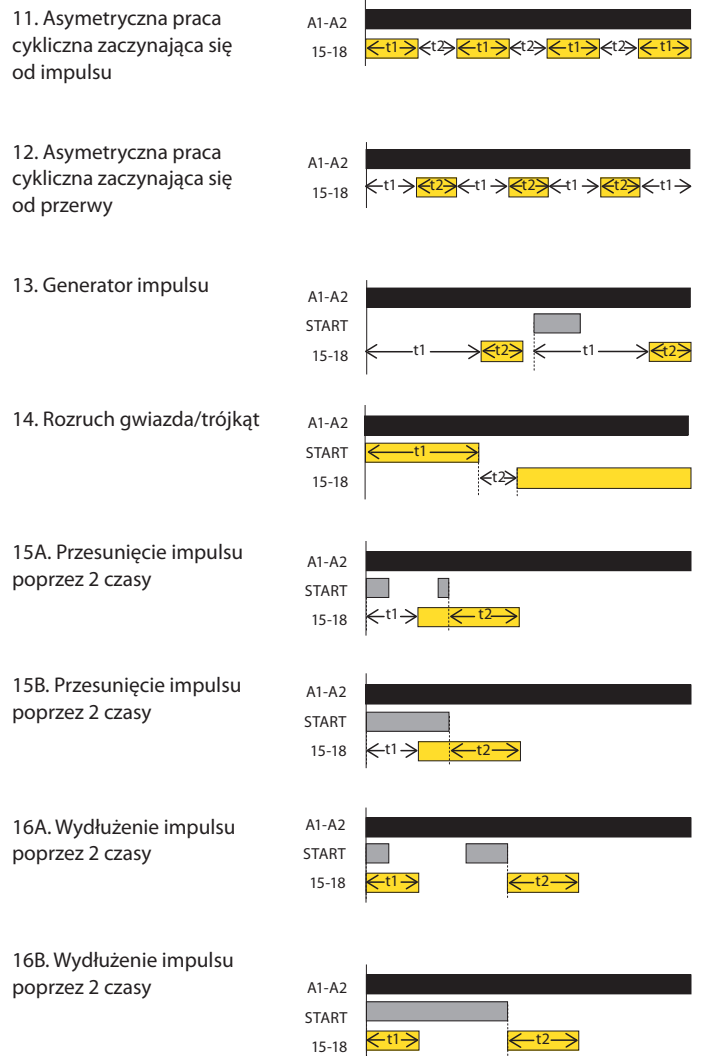 11. Asymetryczna praca
cykliczna zaczynająca się
od impulsu
A1-A2
15-18
t1 t2 t1 t2 t1 t2 t1
12. Asymetryczna praca
cykliczna zaczynająca się
od przerwy
A1-A2
15-18
t1 t2 t1 t2 t1 t2 t1
13. Generator impulsu
A1-A2
START
15-18
t1 t2 t1 t2
14. Rozruch gwiazda/trójkąt
A1-A2
START
t1
15-18
t2
15A. Przesunięcie impulsu
poprzez 2 czasy
A1-A2
START
15-18
t1 t2
15B. Przesunięcie impulsu
poprzez 2 czasy
A1-A2
START
15-18
t1 t2
16A. Wydłużenie impulsu
poprzez 2 czasy
A1-A2
START
15-18
t1 t2
16B. Wydłużenie impulsu
poprzez 2 czasy
A1-A2
START
15-18
t1 t2